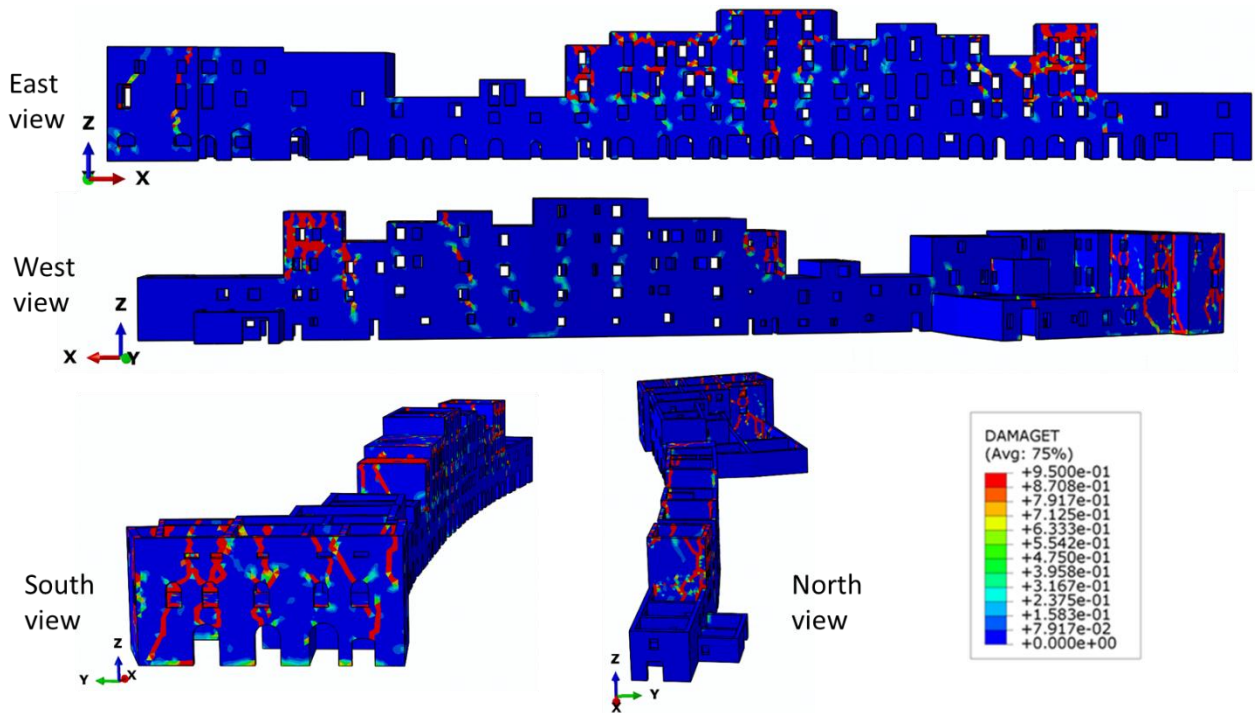 East
view
Z
X
West
view
Z
X
Y
South
view
Z
Y
X
North
view
Z
Y
X
DAMAGET
(Avg: 75%)
+9.500e-01
+8.708e-01
+7.917e-01
+7.125e-01
+6.333e-01
+5.542e-01
+4.750e-01
+3.958e-01
+3.167e-01
+2.375e-01
+1.583e-01
+7.917e-02
+0.000e+00